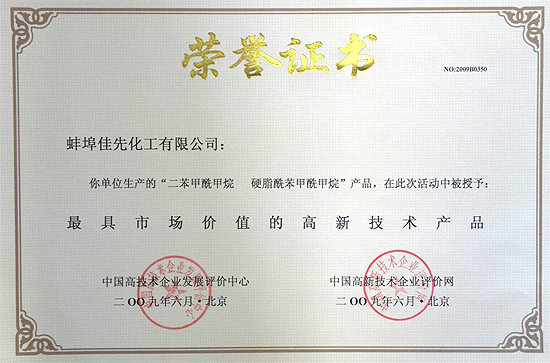 荣誉证书
NO:2009B0350
蚌埠佳先化工有限公司：
你单位生产的“二苯甲酰甲烷 硬脂酰苯甲酰甲烷”产品，在此次活动中被授予：
最具市场价值的高新技术产品
中国高技术企业发展评价中心 中国高新技术企业评价网
二〇〇九年六月·北京 二〇〇九年六月·北京